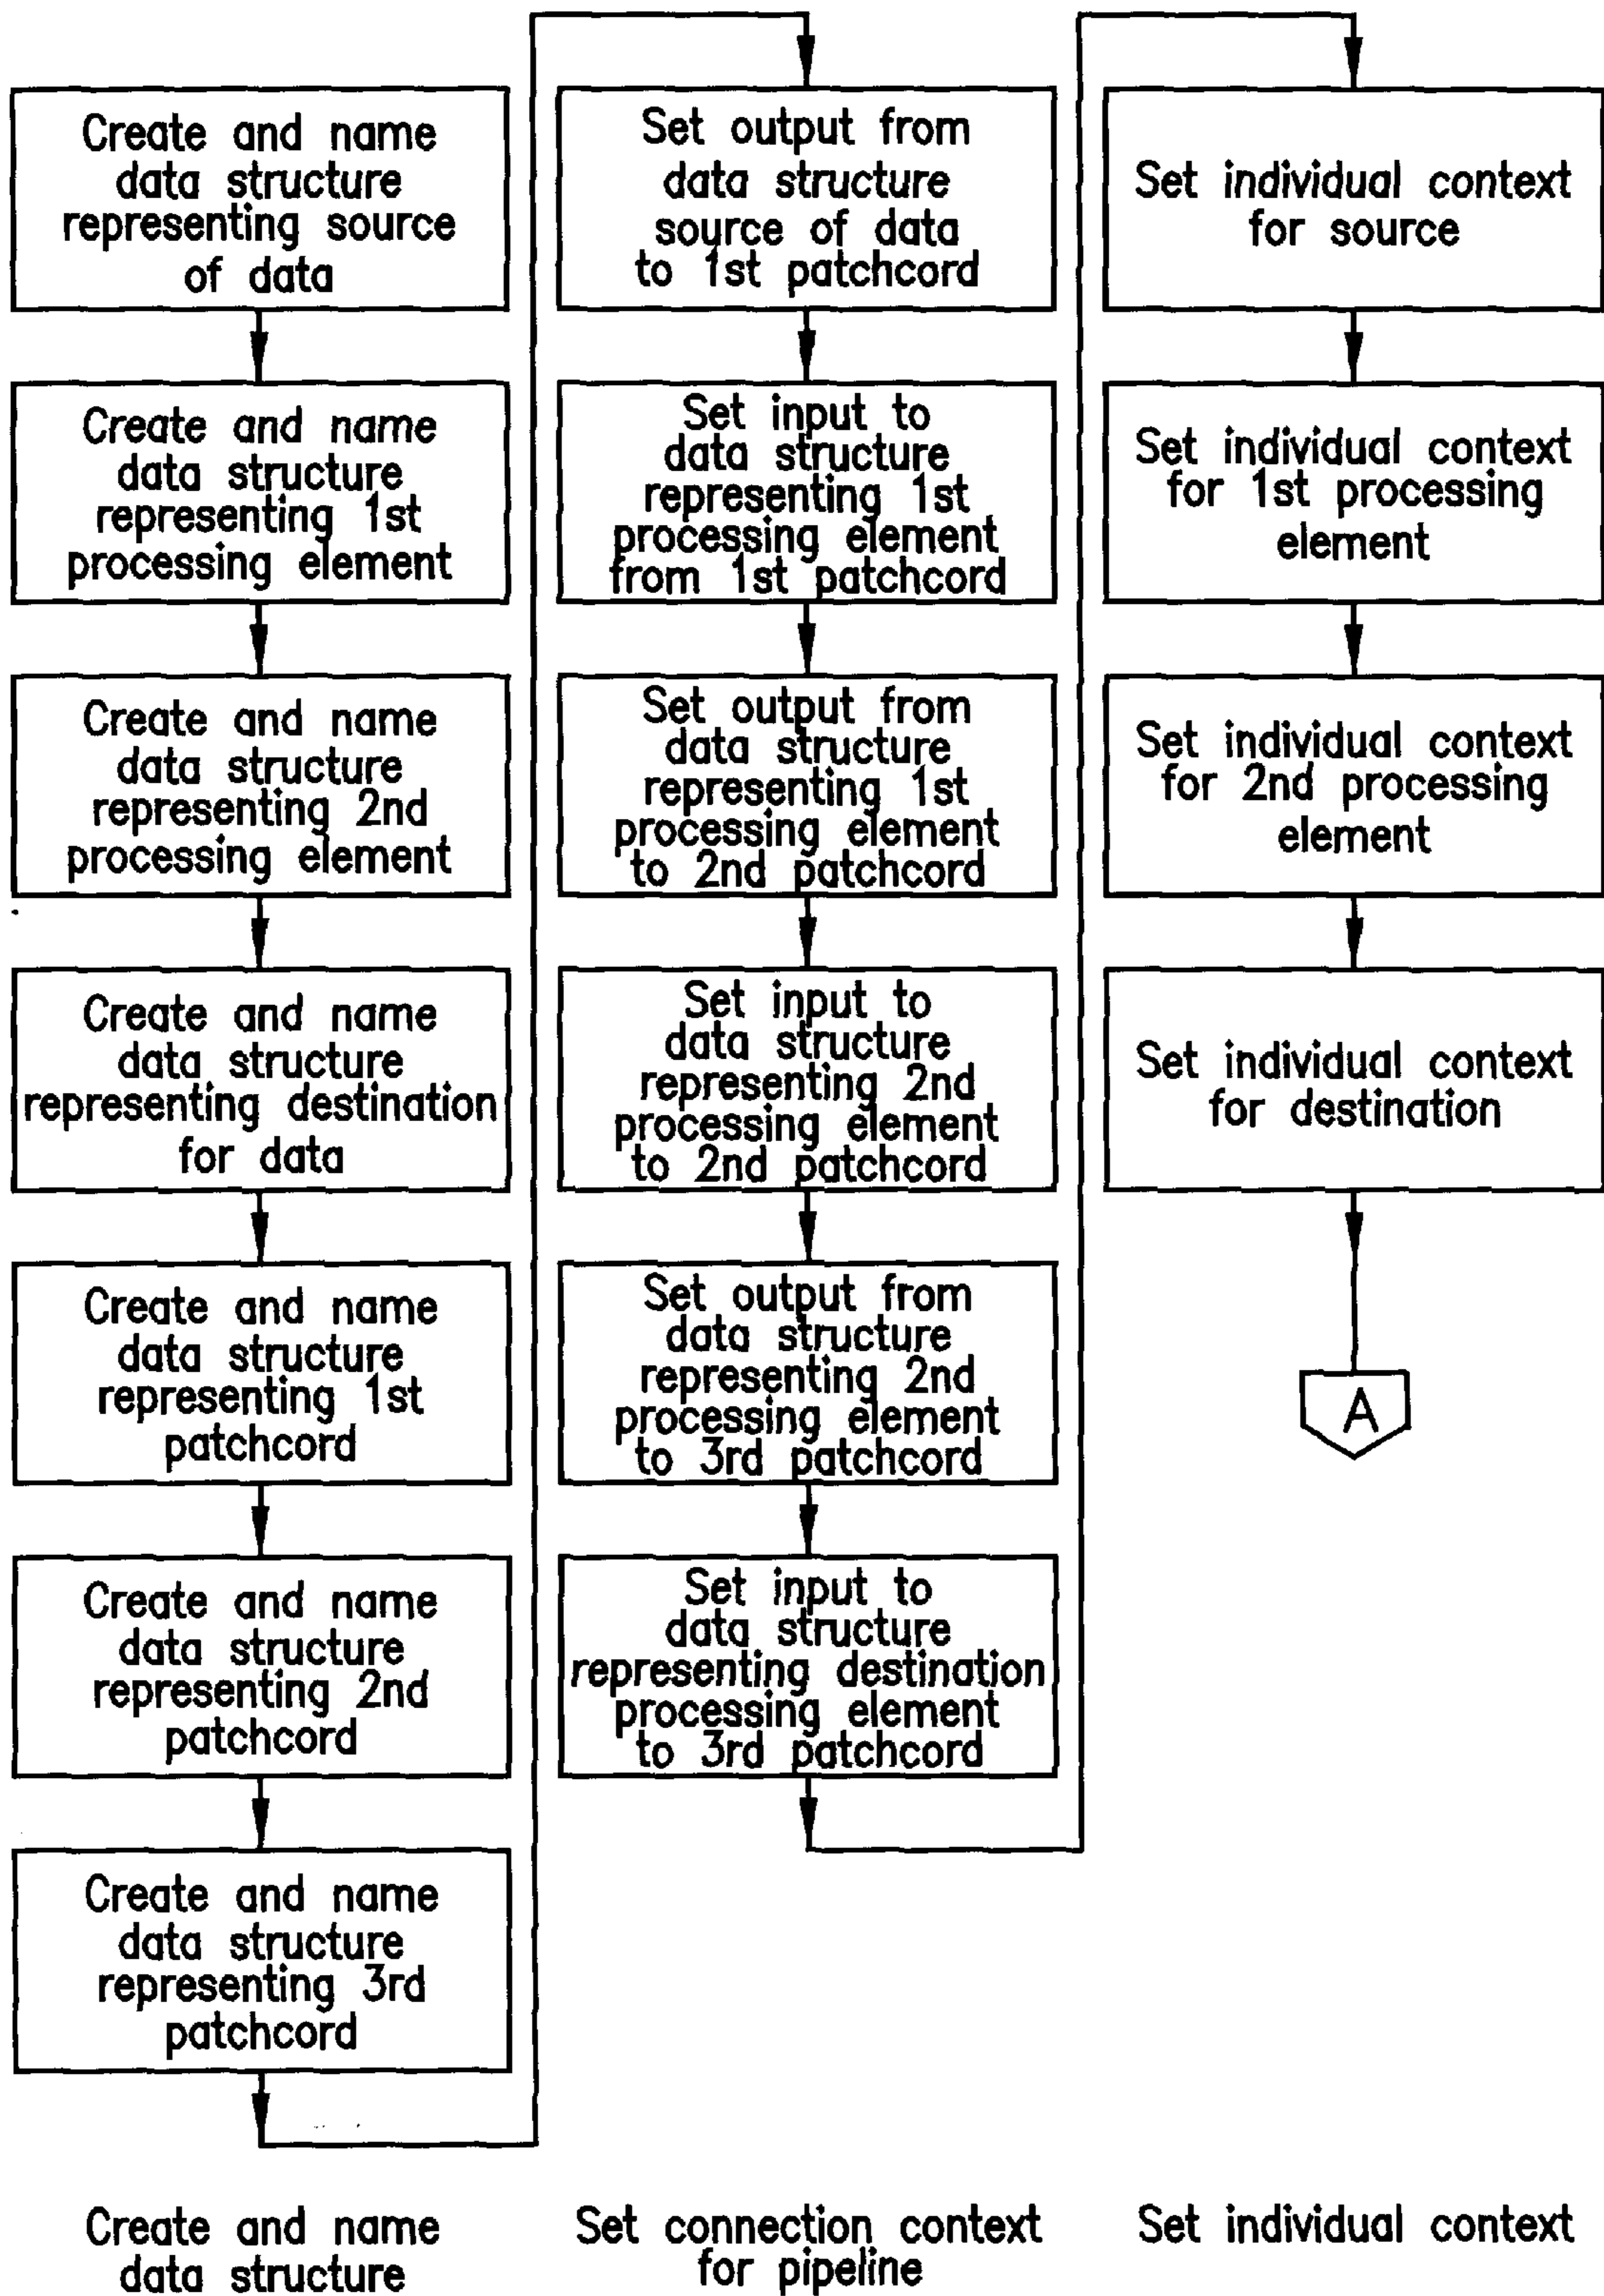 Create and name
data structure
representing source
of data
Create and name
data structure
representing 1st
processing element
Create and name
data structure
representing 2nd
processing element
Create and name
data structure
representing destination
for data
Create and name
data structure
representing 1st
patchcord
Create and name
data structure
representing 2nd
patchcord
Create and name
data structure
representing 3rd
patchcord
Create and name
data structure
Set output from
data structure
source of data
to 1st patchcord
Set input to
data structure
representing 1st
processing element
from 1st patchcord
Set output from
data structure
representing 1st
processing element
to 2nd patchcord
Set input to
data structure
representing 2nd
processing element
to 2nd patchcord
Set output from
data structure
representing 2nd
processing element
to 3rd patchcord
Set input to
data structure
representing destination
processing element
to 3rd patchcord
Set connection context
for pipeline
Set individual context
for source
Set individual context
for 1st processing
element
Set individual context
for 2nd processing
element
Set individual context
for destination
A
Set individual context